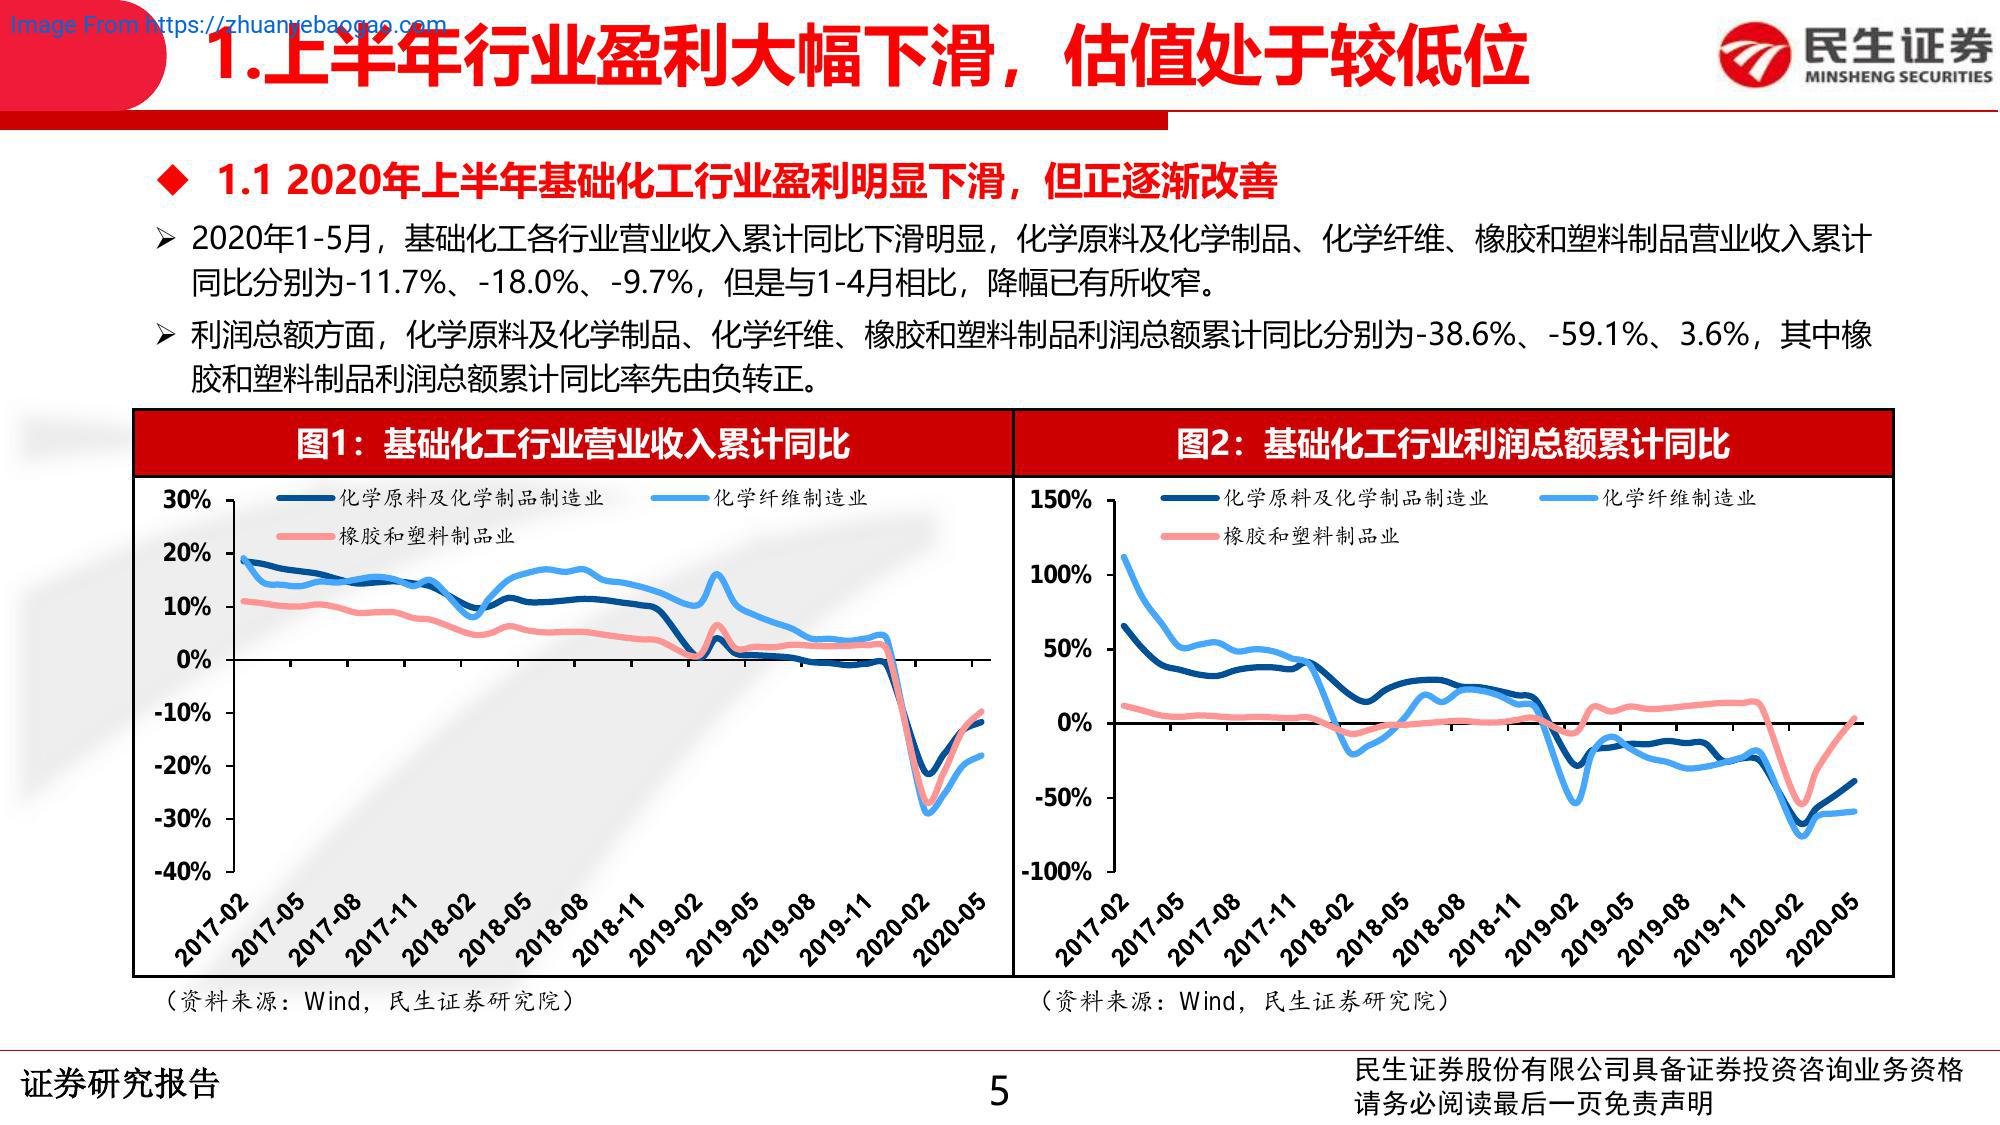 Image From https://zhuanyebaogao.com
1.上半年行业盈利大幅下滑，估值处于较低位
民生证券
MINSHENG SECURITIES
1.1 2020年上半年基础化工行业盈利明显下滑，但正逐渐改善
2020年1-5月，基础化工各行业营业收入累计同比下滑明显，化学原料及化学制品、化学纤维、橡胶和塑料制品营业收入累计
同比分别为-11.7%、-18.0%、-9.7%，但是与1-4月相比，降幅已有所收窄。
利润总额方面，化学原料及化学制品、化学纤维、橡胶和塑料制品利润总额累计同比分别为-38.6%、-59.1%、3.6%，其中橡
胶和塑料制品利润总额累计同比率先由负转正。
图1：基础化工行业营业收入累计同比
化学原料及化学制品制造业
化学纤维制造业
橡胶和塑料制品业
30%
20%
10%
0%
-10%
-20%
-30%
-40%
2017-02
2017-05
2017-08
2017-11
2018-02
2018-05
2018-08
2018-11
2019-02
2019-05
2019-08
2019-11
2020-02
2020-05
（资料来源：Wind，民生证券研究院）
图2：基础化工行业利润总额累计同比
化学原料及化学制品制造业
化学纤维制造业
橡胶和塑料制品业
150%
100%
50%
0%
-50%
-100%
2017-02
2017-05
2017-08
2017-11
2018-02
2018-05
2018-08
2018-11
2019-02
2019-05
2019-08
2019-11
2020-02
2020-05
（资料来源：Wind，民生证券研究院）
证券研究报告
5
民生证券股份有限公司具备证券投资咨询业务资格
请务必阅读最后一页免责声明